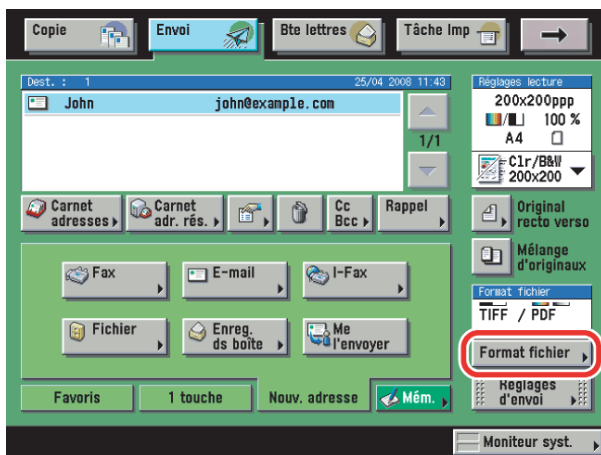 Copie
Envoi
Bte lettres
Tâche Imp
Dest. : 1
25/04 2008 11:43
John
john@example.com
1/1
Carnet
adresses
Carnet
adr. rés.
Cc
Bcc
Rappel
Fax
E-mail
I-Fax
Fichier
Enreg.
ds boîte
Me
l'envoyer
Favoris
1 touche
Nouv. adresse
Mém.
Réglages lecture
200x200ppp
100 %
A4
Clr/B&W
200x200
Original
recto verso
Mélange
d'originaux
Format fichier
TIFF / PDF
Format fichier
Réglages
d'envoi
Moniteur syst.